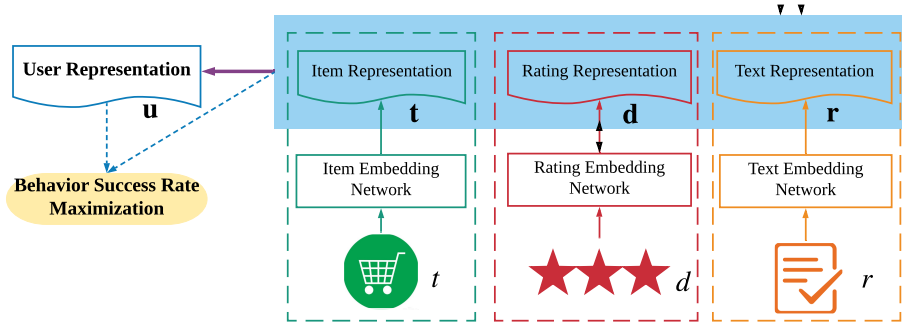 User Representation
u
Behavior Success Rate
Maximization
Item Representation
t
Item Embedding
Network
t
Rating Representation
d
Rating Embedding
Network
d
Text Representation
r
Text Embedding
Network
r